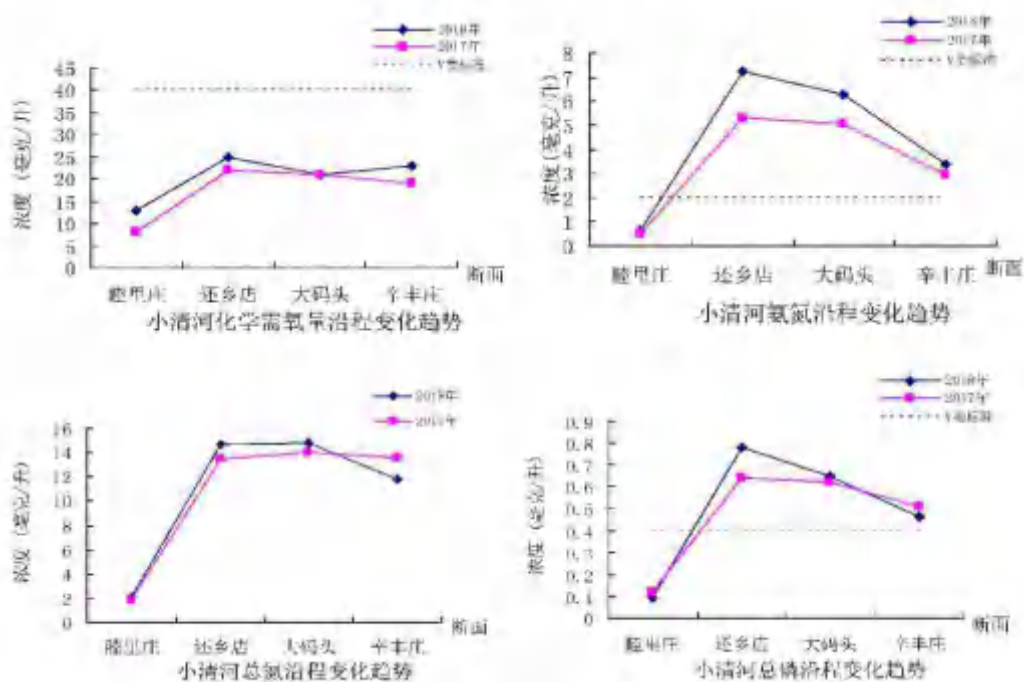 2016年
2017年
V类标准
45
40
35
30
25
20
15
10
5
0
浓度（毫克/升）
睦里庄 还乡店 大码头 辛丰庄
断面
小清河化学需氧量沿程变化趋势
2016年
2017年
V类标准
8
7
6
5
4
3
2
1
0
浓度(毫克/升)
睦里庄 还乡店 大码头 辛丰庄
断面
小清河氨氮沿程变化趋势
2016年
2017年
16
14
12
10
8
6
4
2
0
浓度（毫克/升）
睦里庄 还乡店 大码头 辛丰庄
断面
小清河总氮沿程变化趋势
2016年
2017年
V类标准
0.9
0.8
0.7
0.6
0.5
0.4
0.3
0.2
0.1
0
浓度（毫克/升）
睦里庄 还乡店 大码头 辛丰庄
断面
小清河总磷沿程变化趋势